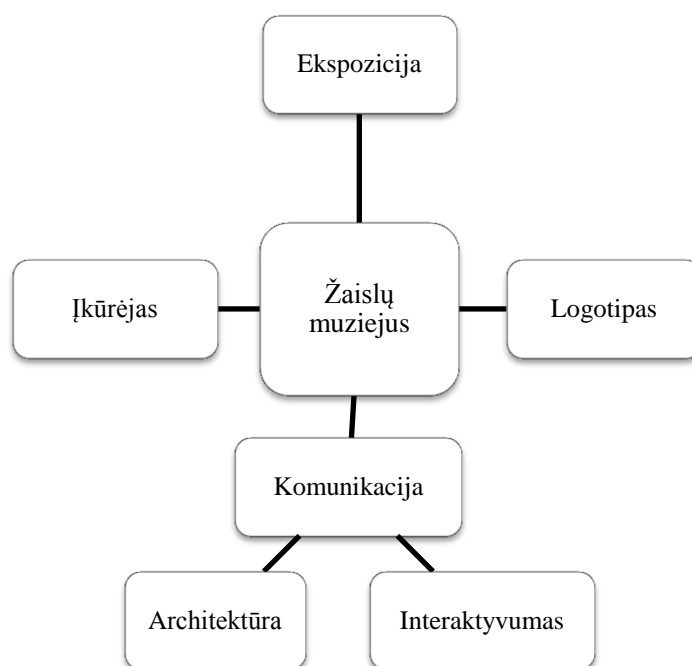 Ekspozicija
Įkūrėjas
Žaislų
muziejus
Logotipas
Komunikacija
Architektūra
Interaktyvumas